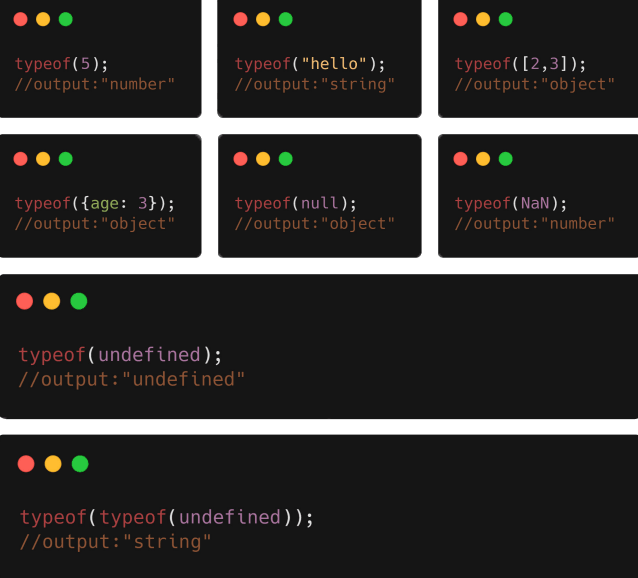 typeof(5);
//output:"number"
typeof("hello");
//output:"string"
typeof([2,3]);
//output:"object"
typeof({age: 3});
//output:"object"
typeof(null);
//output:"object"
typeof(NaN);
//output:"number"
typeof(undefined);
//output:"undefined"
typeof(typeof(undefined));
//output:"string"